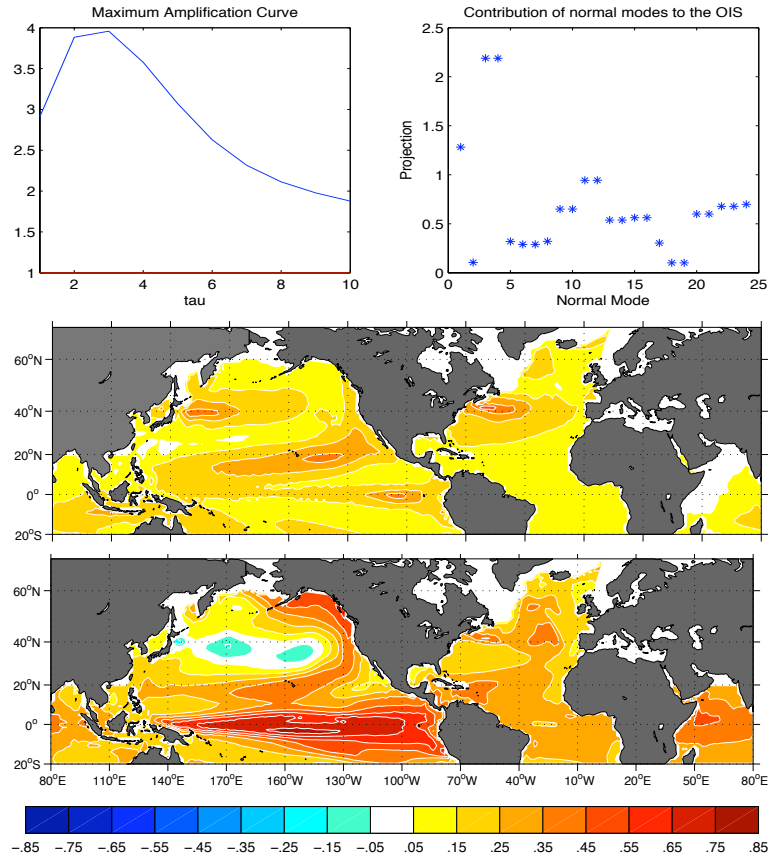 Maximum Amplification Curve
4
3.5
3
2.5
2
1.5
1
2 4 6 8 10
tau
Contribution of normal modes to the OIS
2.5
2
1.5
1
0.5
0
Projection
0 5 10 15 20 25
Normal Mode
60°N
40°N
20°N
0°
20°S
60°N
40°N
20°N
0°
20°S
80°E 110°E 140°E 170°E 160°W 130°W 100°W 70°W 40°W 10°W 20°E 50°E 80°E
-.85 -.75 -.65 -.55 -.45 -.35 -.25 -.15 -.05 .05 .15 .25 .35 .45 .55 .65 .75 .85